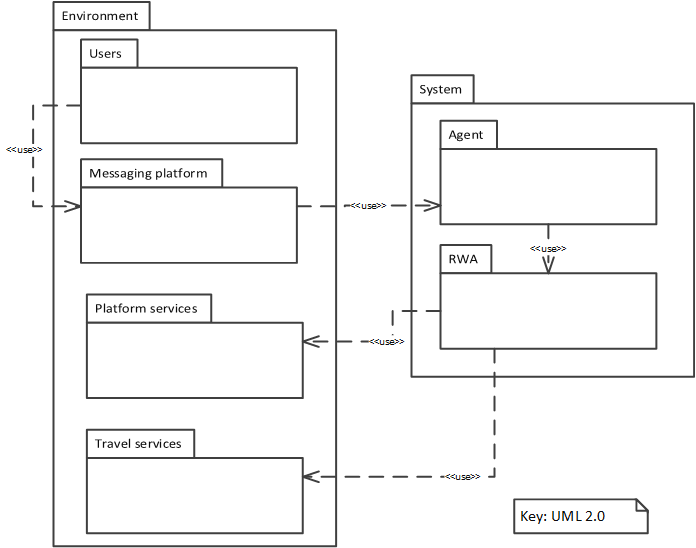 Environment
Users
<<use>>
Messaging platform
<<use>>
Platform services
<<use>>
Travel services
<<use>>
System
Agent
<<use>>
RWA
Key: UML 2.0